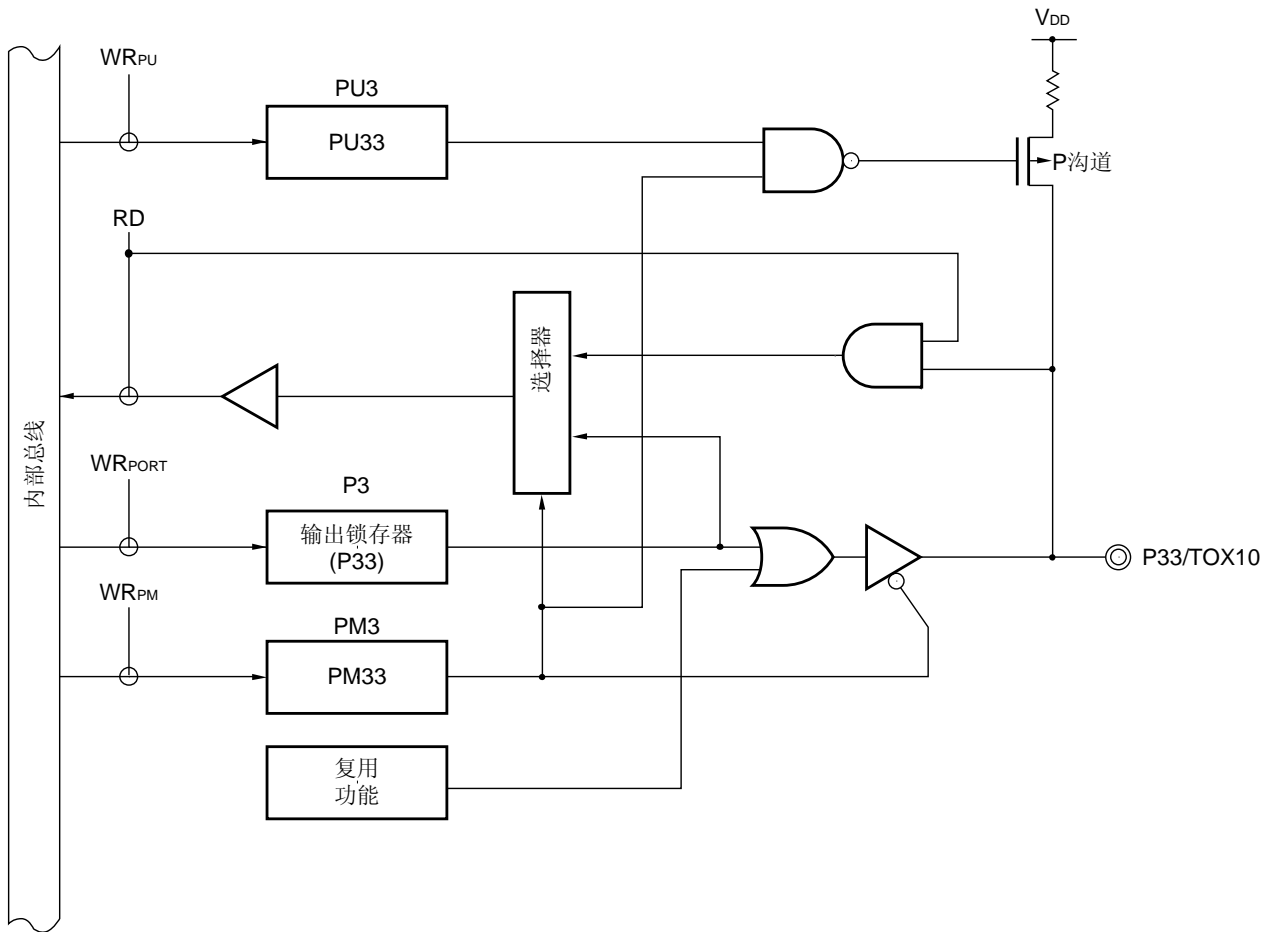 VDD
WRPU
PU3
PU33
P沟道
RD
选择器
内部总线
WRPORT
P3
输出锁存器
(P33)
P33/TOX10
WRPM
PM3
PM33
复用
功能